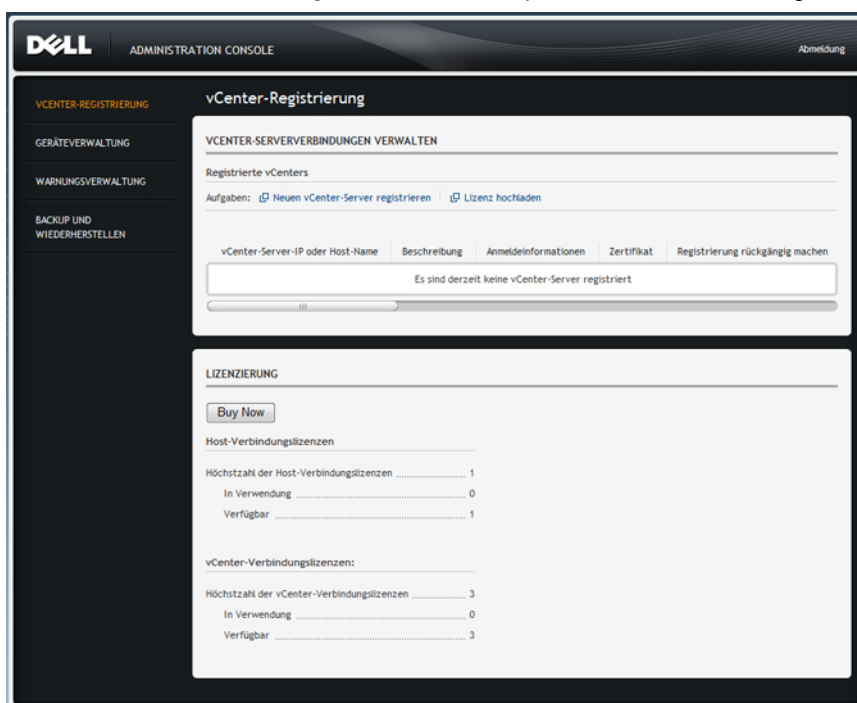 DELL ADMINISTRATION CONSOLE Abmeldung
VCENTER-REGISTRIERUNG
GERÄTEVERWALTUNG
WARNUNGSVERWALTUNG
BACKUP UND
WIEDERHERSTELLEN
vCenter-Registrierung
VCENTER-SERVERVERBINDUNGEN VERWALTEN
Registrierte vCenters
Aufgaben: Neuen vCenter-Server registrieren Lizenz hochladen
vCenter-Server-IP oder Host-Name Beschreibung Anmeldeinformationen Zertifikat Registrierung rückgängig machen
Es sind derzeit keine vCenter-Server registriert
LIZENZIERUNG
Buy Now
Host-Verbindungslizenzen
Höchstzahl der Host-Verbindungslizenzen 1
In Verwendung 0
Verfügbar 1
vCenter-Verbindungslizenzen:
Höchstzahl der vCenter-Verbindungslizenzen 3
In Verwendung 0
Verfügbar 3